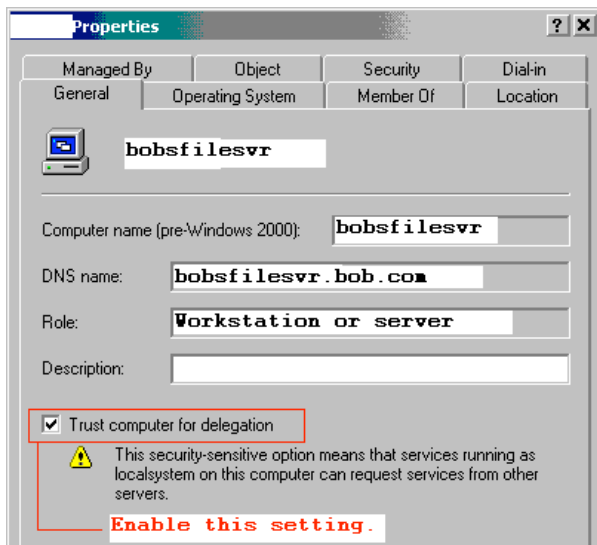 Properties
Managed By Object Security Dial-in
General Operating System Member Of Location
bobsfilesvr
Computer name (pre-Windows 2000): bobsfilesvr
DNS name: bobsfilesvr.bob.com
Role: Workstation or server
Description:
Trust computer for delegation
This security-sensitive option means that services running as
localsystem on this computer can request services from other
servers.
Enable this setting.